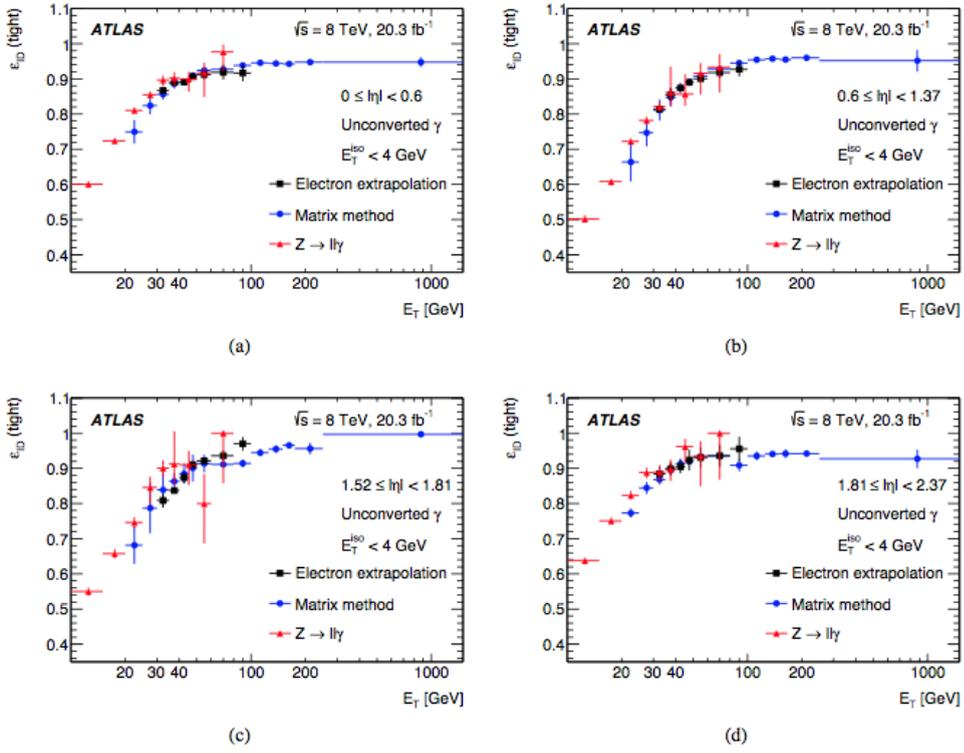 ε_ID (tight)
1.1
1
0.9
0.8
0.7
0.6
0.5
0.4
ATLAS
√s = 8 TeV, 20.3 fb⁻¹
0 ≤ |η| < 0.6
Unconverted γ
E_T^iso < 4 GeV
Electron extrapolation
Matrix method
Z → llγ
20 30 40 100 200 1000
E_T [GeV]
(a)
ε_ID (tight)
1.1
1
0.9
0.8
0.7
0.6
0.5
0.4
ATLAS
√s = 8 TeV, 20.3 fb⁻¹
0.6 ≤ |η| < 1.37
Unconverted γ
E_T^iso < 4 GeV
Electron extrapolation
Matrix method
Z → llγ
20 30 40 100 200 1000
E_T [GeV]
(b)
ε_ID (tight)
1.1
1
0.9
0.8
0.7
0.6
0.5
0.4
ATLAS
√s = 8 TeV, 20.3 fb⁻¹
1.52 ≤ |η| < 1.81
Unconverted γ
E_T^iso < 4 GeV
Electron extrapolation
Matrix method
Z → llγ
20 30 40 100 200 1000
E_T [GeV]
(c)
ε_ID (tight)
1.1
1
0.9
0.8
0.7
0.6
0.5
0.4
ATLAS
√s = 8 TeV, 20.3 fb⁻¹
1.81 ≤ |η| < 2.37
Unconverted γ
E_T^iso < 4 GeV
Electron extrapolation
Matrix method
Z → llγ
20 30 40 100 200 1000
E_T [GeV]
(d)